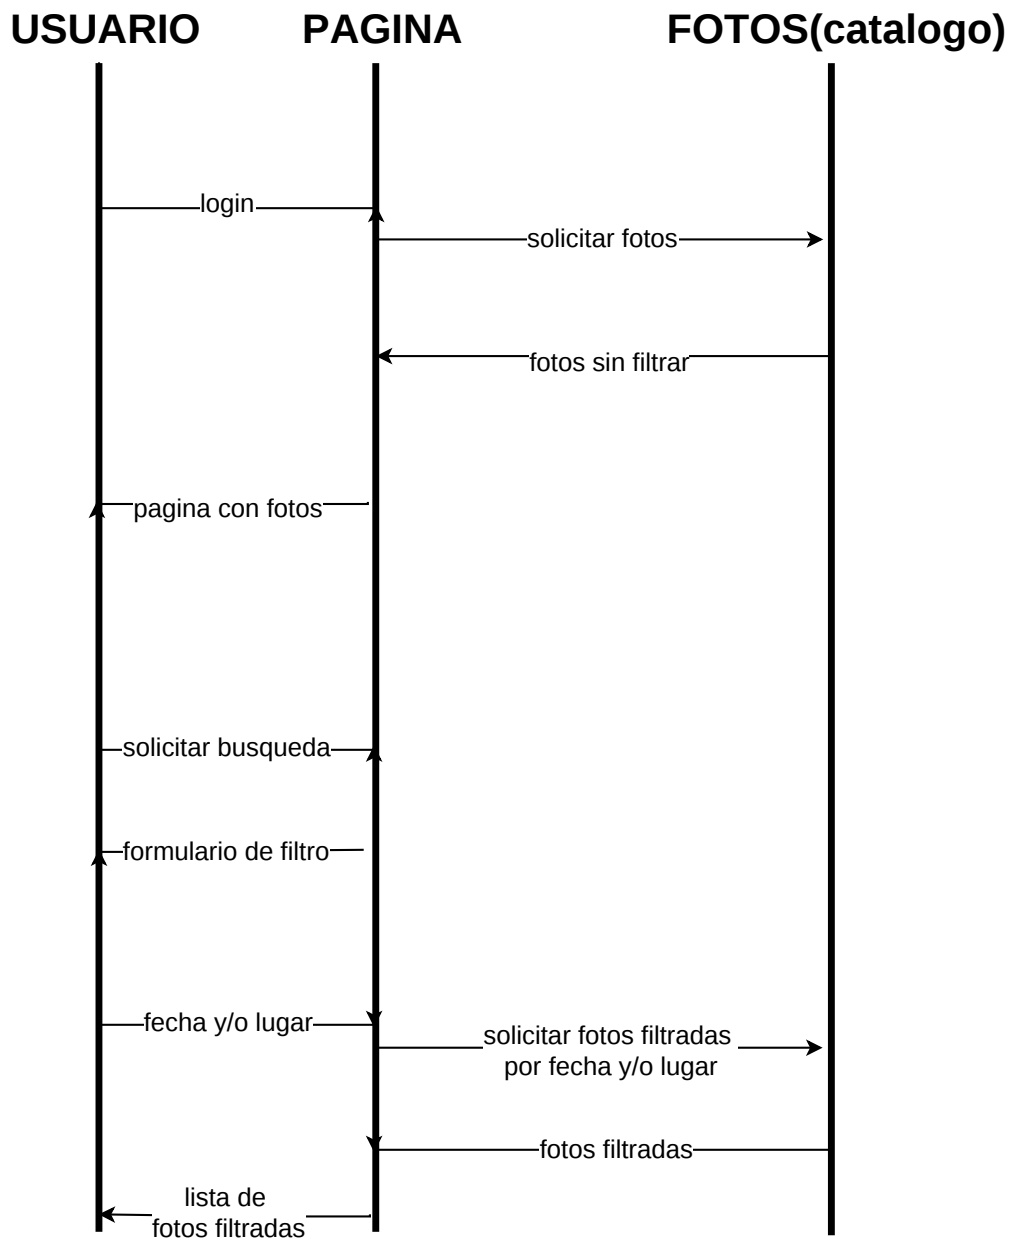 USUARIO
PAGINA
FOTOS(catalogo)
login
solicitar fotos
fotos sin filtrar
pagina con fotos
solicitar busqueda
formulario de filtro
fecha y/o lugar
solicitar fotos filtradas
por fecha y/o lugar
fotos filtradas
lista de
fotos filtradas